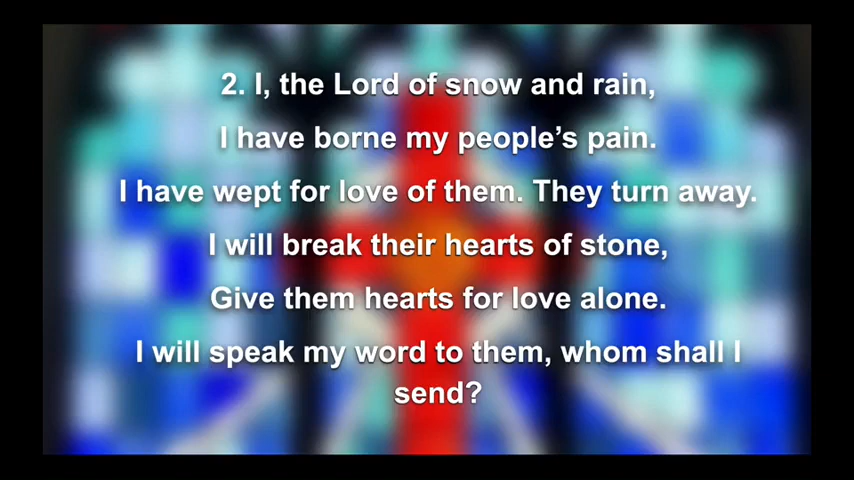 2. I, the Lord of snow and rain,
I have borne my people’s pain.
I have wept for love of them. They turn away.
I will break their hearts of stone,
Give them hearts for love alone.
I will speak my word to them, whom shall I
send?